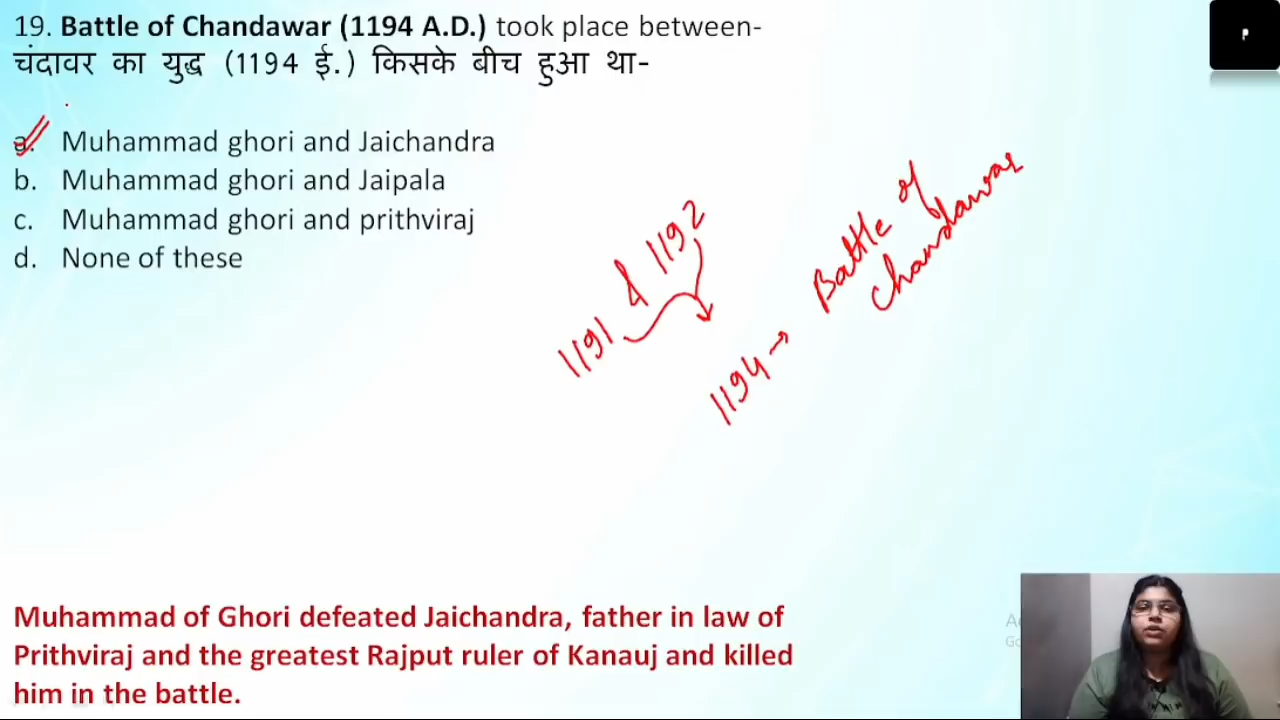 19. Battle of Chandawar (1194 A.D.) took place between-
चंदावर का युद्ध (1194 ई.) किसके बीच हुआ था-
a. Muhammad ghori and Jaichandra
b. Muhammad ghori and Jaipala
c. Muhammad ghori and prithviraj
d. None of these
1191 & 1192
1194 → Battle of
chandawar
Muhammad of Ghori defeated Jaichandra, father in law of
Prithviraj and the greatest Rajput ruler of Kanauj and killed
him in the battle.